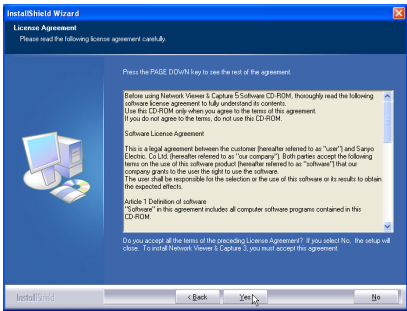 InstallShield Wizard
License Agreement
Please read the following license agreement carefully.
Press the PAGE DOWN key to see the rest of the agreement.
Before using Network Viewer & Capture 5 Software CD-ROM, thoroughly read the following
software license agreement to fully understand its contents.
Use this CD-ROM only when you agree to the terms of this agreement.
If you do not agree to the terms, do not use this CD-ROM.
Software License Agreement
This is a legal agreement between the customer (hereafter referred to as "user") and Sanyo
Electric. Co Ltd. (hereafter referred to as "our company"). Both parties accept the following
terms on the use of this software product (hereafter referred to as "software") that our
company grants to the user the right to use the software.
The user shall be responsible for the selection or the use of this software or its results to obtain
the expected effects.
Article 1 Definition of software
"Software" in this agreement includes all computer software programs contained in this
CD-ROM.
Do you accept all the terms of the preceding License Agreement? If you select No, the setup will
close. To install Network Viewer & Capture 3, you must accept this agreement.
InstallShield
< Back
Yes
No